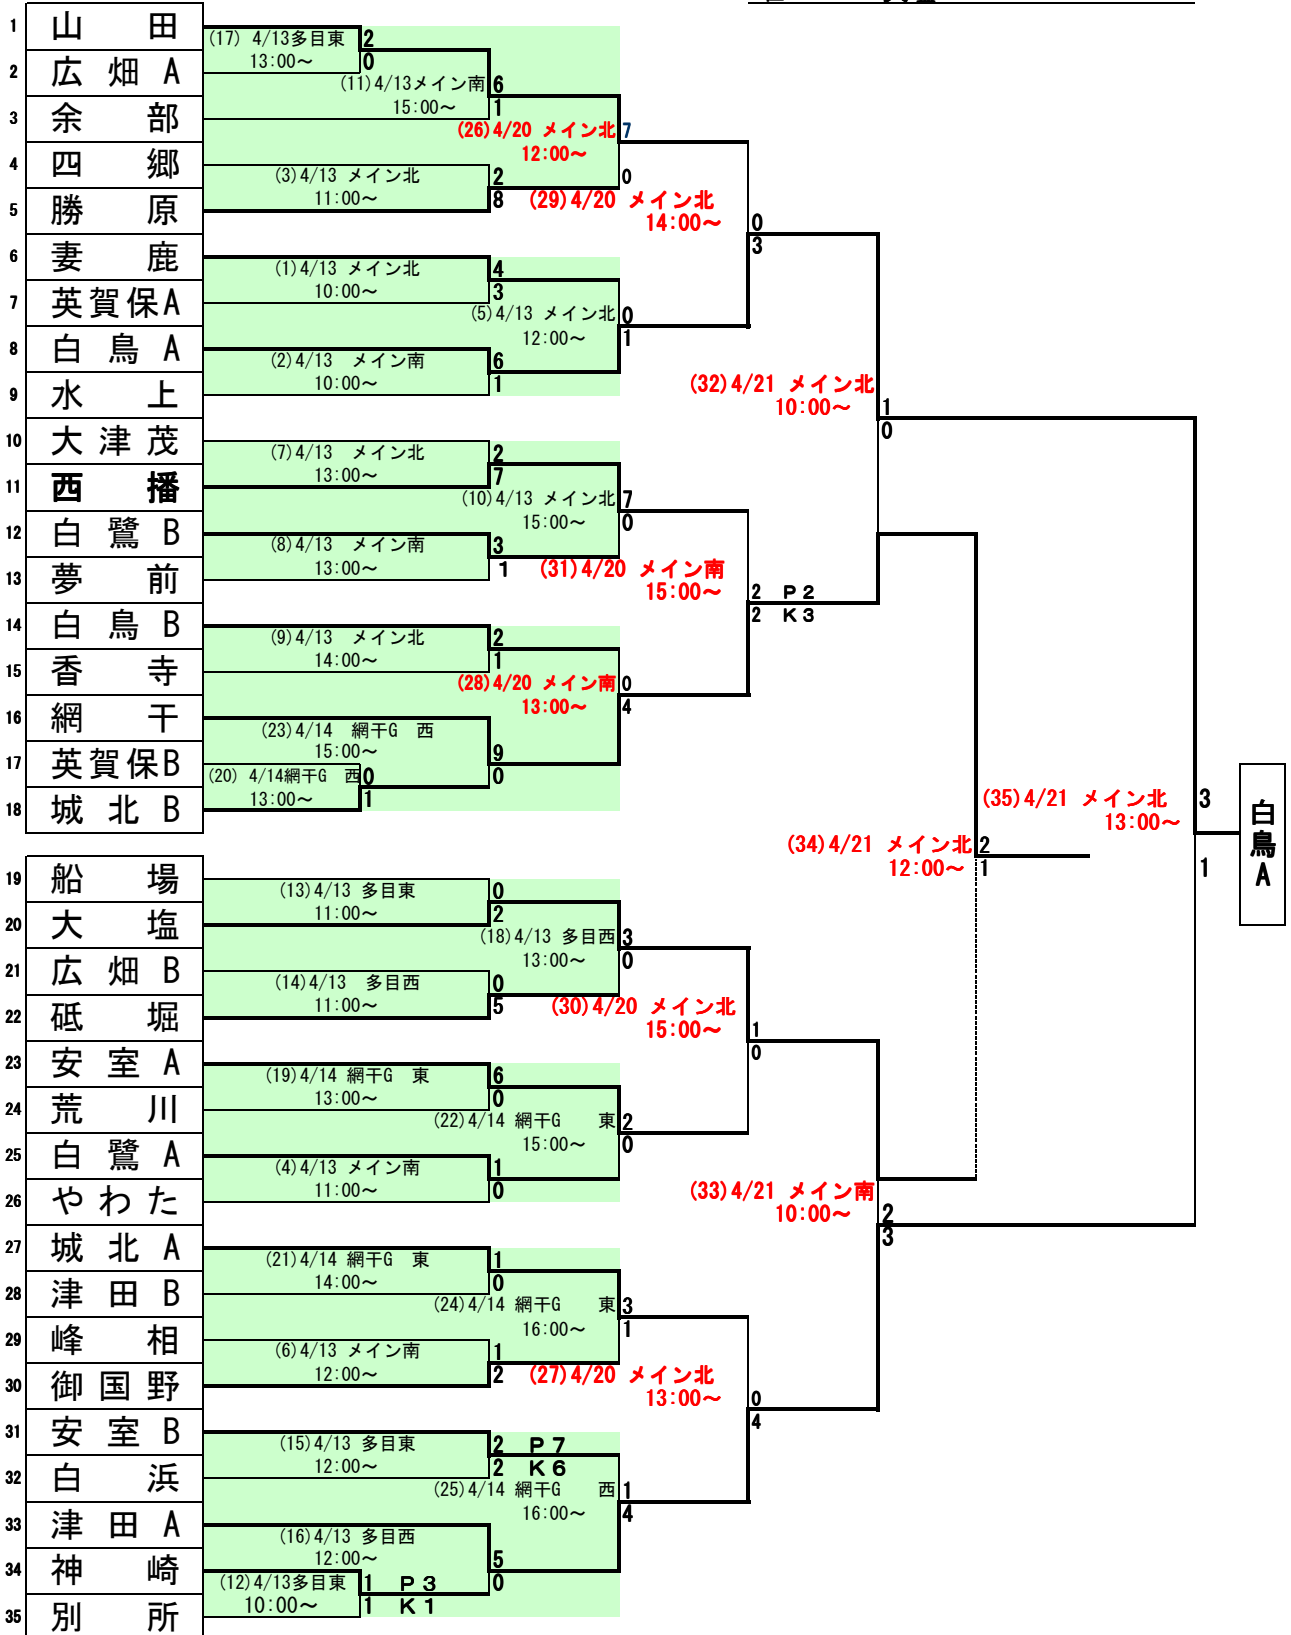 1 山田
(17) 4/13多目東 2
13:00～ 0
2 広畑A
(11)4/13メイン南 6
15:00～ 1
3 余部
(26)4/20 メイン北 7
12:00～ 0
4 四郷
(3)4/13 メイン北 2
11:00～ 8
5 勝原
(29)4/20 メイン北
14:00～ 0
3
6 妻鹿
(1)4/13 メイン北 4
10:00～ 3
7 英賀保A
(5)4/13 メイン北 0
12:00～ 1
8 白鳥A
(2)4/13 メイン南 6
10:00～ 1
9 水上
(32)4/21 メイン北 1
10:00～ 0
10 大津茂
(7)4/13 メイン北 2
13:00～ 7
11 西播
(10)4/13 メイン北 7
15:00～ 0
12 白鷺B
(8)4/13 メイン南 3
13:00～ 1
13 夢前
(31)4/20 メイン南
15:00～ 2 P2
2 K3
14 白鳥B
(9)4/13 メイン北 2
14:00～ 1
15 香寺
(28)4/20 メイン南 0
13:00～ 4
16 網干
(23)4/14 網干G 西
15:00～ 9
0
17 英賀保B
(20) 4/14網干G 西 0
13:00～ 1
18 城北B
(35)4/21 メイン北 3
13:00～ 1
白鳥A
(34)4/21 メイン北 2
12:00～ 1
19 船場
(13)4/13 多目東 0
11:00～ 2
20 大塩
(18)4/13 多目西 3
13:00～ 0
21 広畑B
(14)4/13 多目西 0
11:00～ 5
22 砥堀
(30)4/20 メイン北
15:00～ 1
0
23 安室A
(19)4/14 網干G 東 6
13:00～ 0
24 荒川
(22)4/14 網干G 東 2
15:00～ 0
25 白鷺A
(4)4/13 メイン南 1
11:00～ 0
26 やわた
(33)4/21 メイン南
10:00～ 2
3
27 城北A
(21)4/14 網干G 東 1
14:00～ 0
28 津田B
(24)4/14 網干G 東 3
16:00～ 1
29 峰相
(6)4/13 メイン南 1
12:00～ 2
30 御国野
(27)4/20 メイン北
13:00～ 0
4
31 安室B
(15)4/13 多目東 2 P7
12:00～ 2 K6
32 白浜
(25)4/14 網干G 西 1
16:00～ 4
33 津田A
(16)4/13 多目西
12:00～ 5
0
34 神崎
(12)4/13多目東 1 P3
10:00～ 1 K1
35 別所